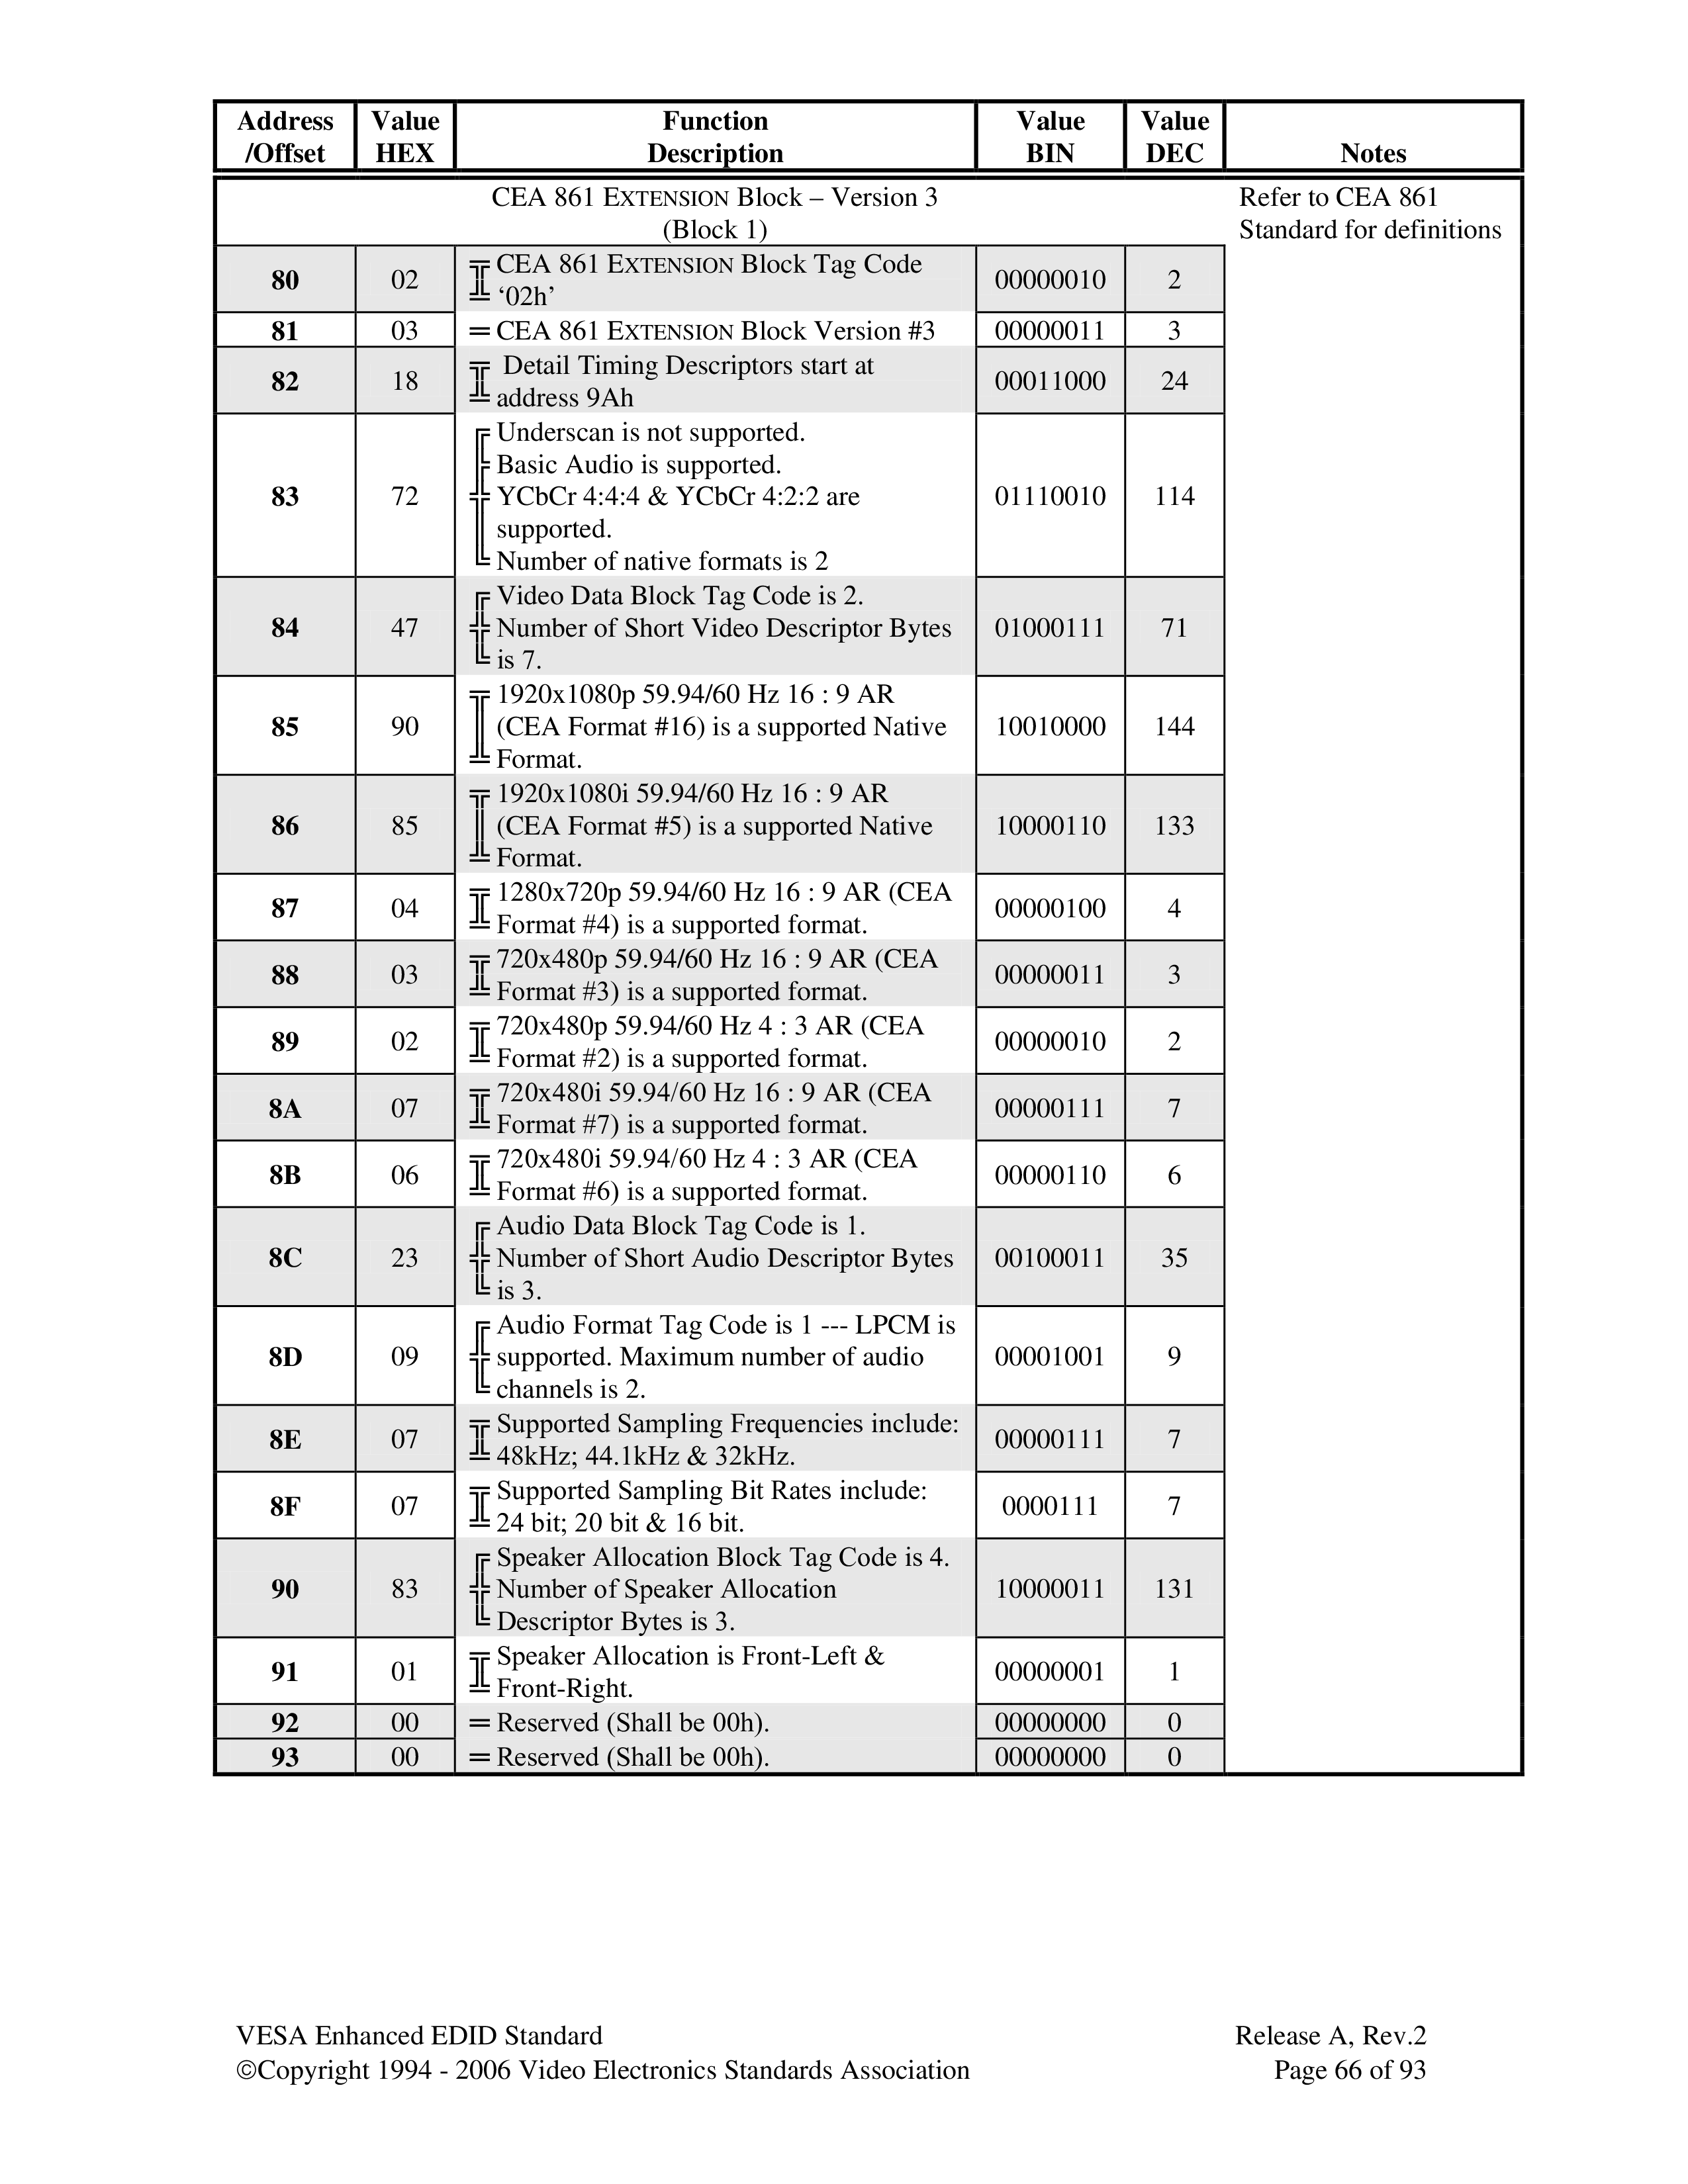 Address Value Function Value Value
/Offset HEX Description BIN DEC Notes
CEA 861 EXTENSION Block – Version 3 Refer to CEA 861
(Block 1) Standard for definitions
80 02 CEA 861 EXTENSION Block Tag Code 00000010 2
‘02h’
81 03 ═ CEA 861 EXTENSION Block Version #3 00000011 3
82 18 Detail Timing Descriptors start at 00011000 24
address 9Ah
Underscan is not supported.
Basic Audio is supported.
83 72 YCbCr 4:4:4 & YCbCr 4:2:2 are 01110010 114
supported.
Number of native formats is 2
Video Data Block Tag Code is 2.
84 47 Number of Short Video Descriptor Bytes 01000111 71
is 7.
1920x1080p 59.94/60 Hz 16 : 9 AR
85 90 (CEA Format #16) is a supported Native 10010000 144
Format.
1920x1080i 59.94/60 Hz 16 : 9 AR
86 85 (CEA Format #5) is a supported Native 10000110 133
Format.
87 04 1280x720p 59.94/60 Hz 16 : 9 AR (CEA 00000100 4
Format #4) is a supported format.
88 03 720x480p 59.94/60 Hz 16 : 9 AR (CEA 00000011 3
Format #3) is a supported format.
89 02 720x480p 59.94/60 Hz 4 : 3 AR (CEA 00000010 2
Format #2) is a supported format.
8A 07 720x480i 59.94/60 Hz 16 : 9 AR (CEA 00000111 7
Format #7) is a supported format.
8B 06 720x480i 59.94/60 Hz 4 : 3 AR (CEA 00000110 6
Format #6) is a supported format.
Audio Data Block Tag Code is 1.
8C 23 Number of Short Audio Descriptor Bytes 00100011 35
is 3.
Audio Format Tag Code is 1 --- LPCM is
8D 09 supported. Maximum number of audio 00001001 9
channels is 2.
8E 07 Supported Sampling Frequencies include: 00000111 7
48kHz; 44.1kHz & 32kHz.
8F 07 Supported Sampling Bit Rates include: 0000111 7
24 bit; 20 bit & 16 bit.
Speaker Allocation Block Tag Code is 4.
90 83 Number of Speaker Allocation 10000011 131
Descriptor Bytes is 3.
91 01 Speaker Allocation is Front-Left & 00000001 1
Front-Right.
92 00 ═ Reserved (Shall be 00h). 00000000 0
93 00 ═ Reserved (Shall be 00h). 00000000 0
VESA Enhanced EDID Standard Release A, Rev.2
©Copyright 1994 - 2006 Video Electronics Standards Association Page 66 of 93